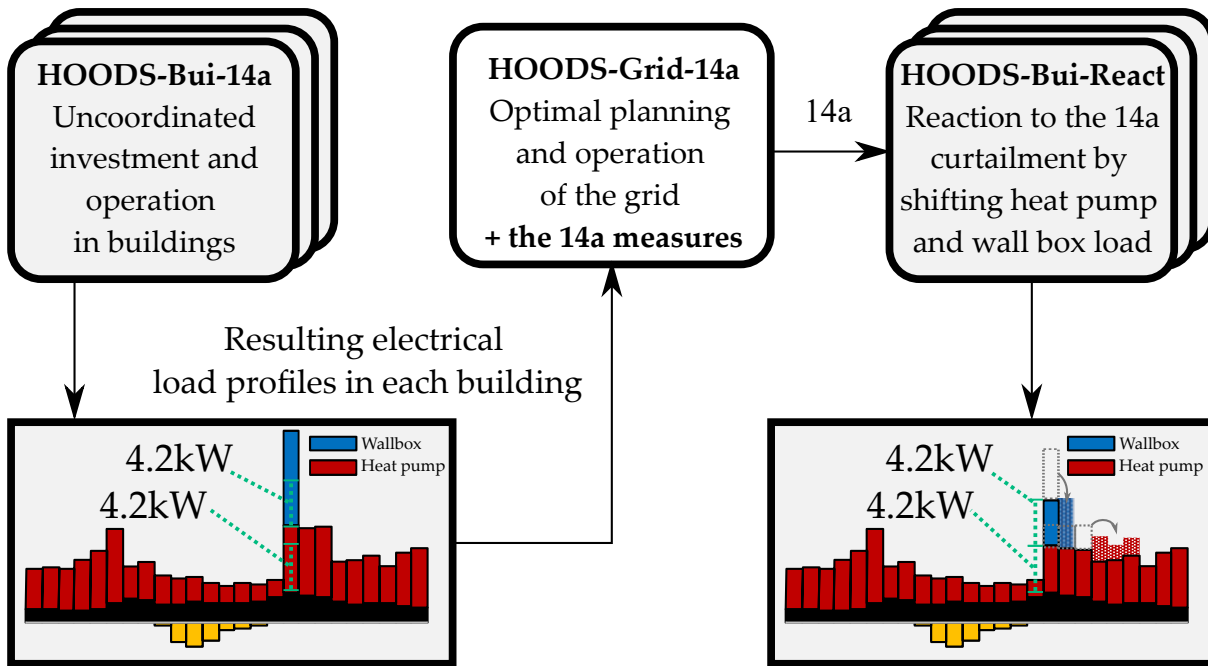 HOODS-Bui-14a
Uncoordinated
investment and
operation
in buildings
HOODS-Grid-14a
Optimal planning
and operation
of the grid
+ the 14a measures
14a
HOODS-Bui-React
Reaction to the 14a
curtailment by
shifting heat pump
and wall box load
Resulting electrical
load profiles in each building
4.2kW
4.2kW
Wallbox
Heat pump
4.2kW
4.2kW
Wallbox
Heat pump